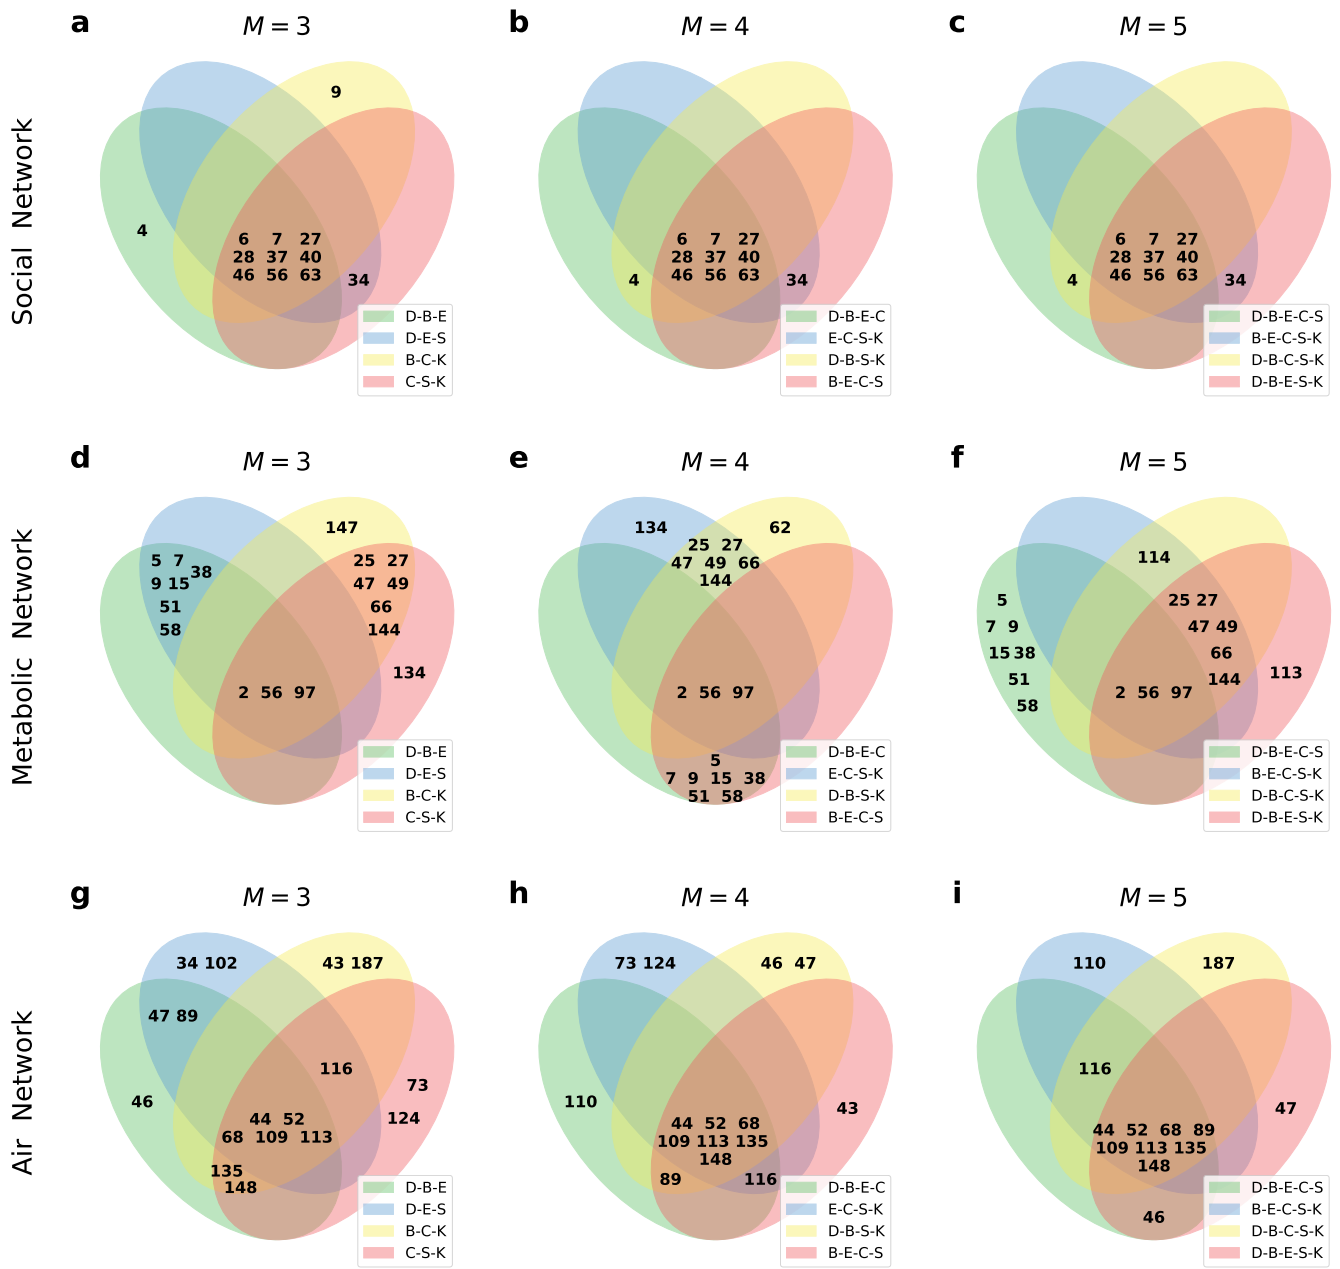 a M = 3
b M = 4
c M = 5
Social Network
9
4
6 7 27
28 37 40
46 56 63
34
D-B-E
D-E-S
B-C-K
C-S-K
6 7 27
28 37 40
46 56 63
4
34
D-B-E-C
E-C-S-K
D-B-S-K
B-E-C-S
6 7 27
28 37 40
46 56 63
4
34
D-B-E-C-S
B-E-C-S-K
D-B-C-S-K
D-B-E-S-K
d M = 3
e M = 4
f M = 5
Metabolic Network
147
5 7
38
9 15
51
58
25 27
47 49
66
144
134
2 56 97
D-B-E
D-E-S
B-C-K
C-S-K
134
62
25 27
47 49 66
144
2 56 97
5
7 9 15 38
51 58
D-B-E-C
E-C-S-K
D-B-S-K
B-E-C-S
114
5
7 9
15 38
51
58
25 27
47 49
66
144
113
2 56 97
D-B-E-C-S
B-E-C-S-K
D-B-C-S-K
D-B-E-S-K
g M = 3
h M = 4
i M = 5
Air Network
34 102
43 187
47 89
116
73
46
124
44 52
68 109 113
135
148
D-B-E
D-E-S
B-C-K
C-S-K
73 124
46 47
110
43
44 52 68
109 113 135
148
89
116
D-B-E-C
E-C-S-K
D-B-S-K
B-E-C-S
110
187
116
47
44 52 68 89
109 113 135
148
46
D-B-E-C-S
B-E-C-S-K
D-B-C-S-K
D-B-E-S-K